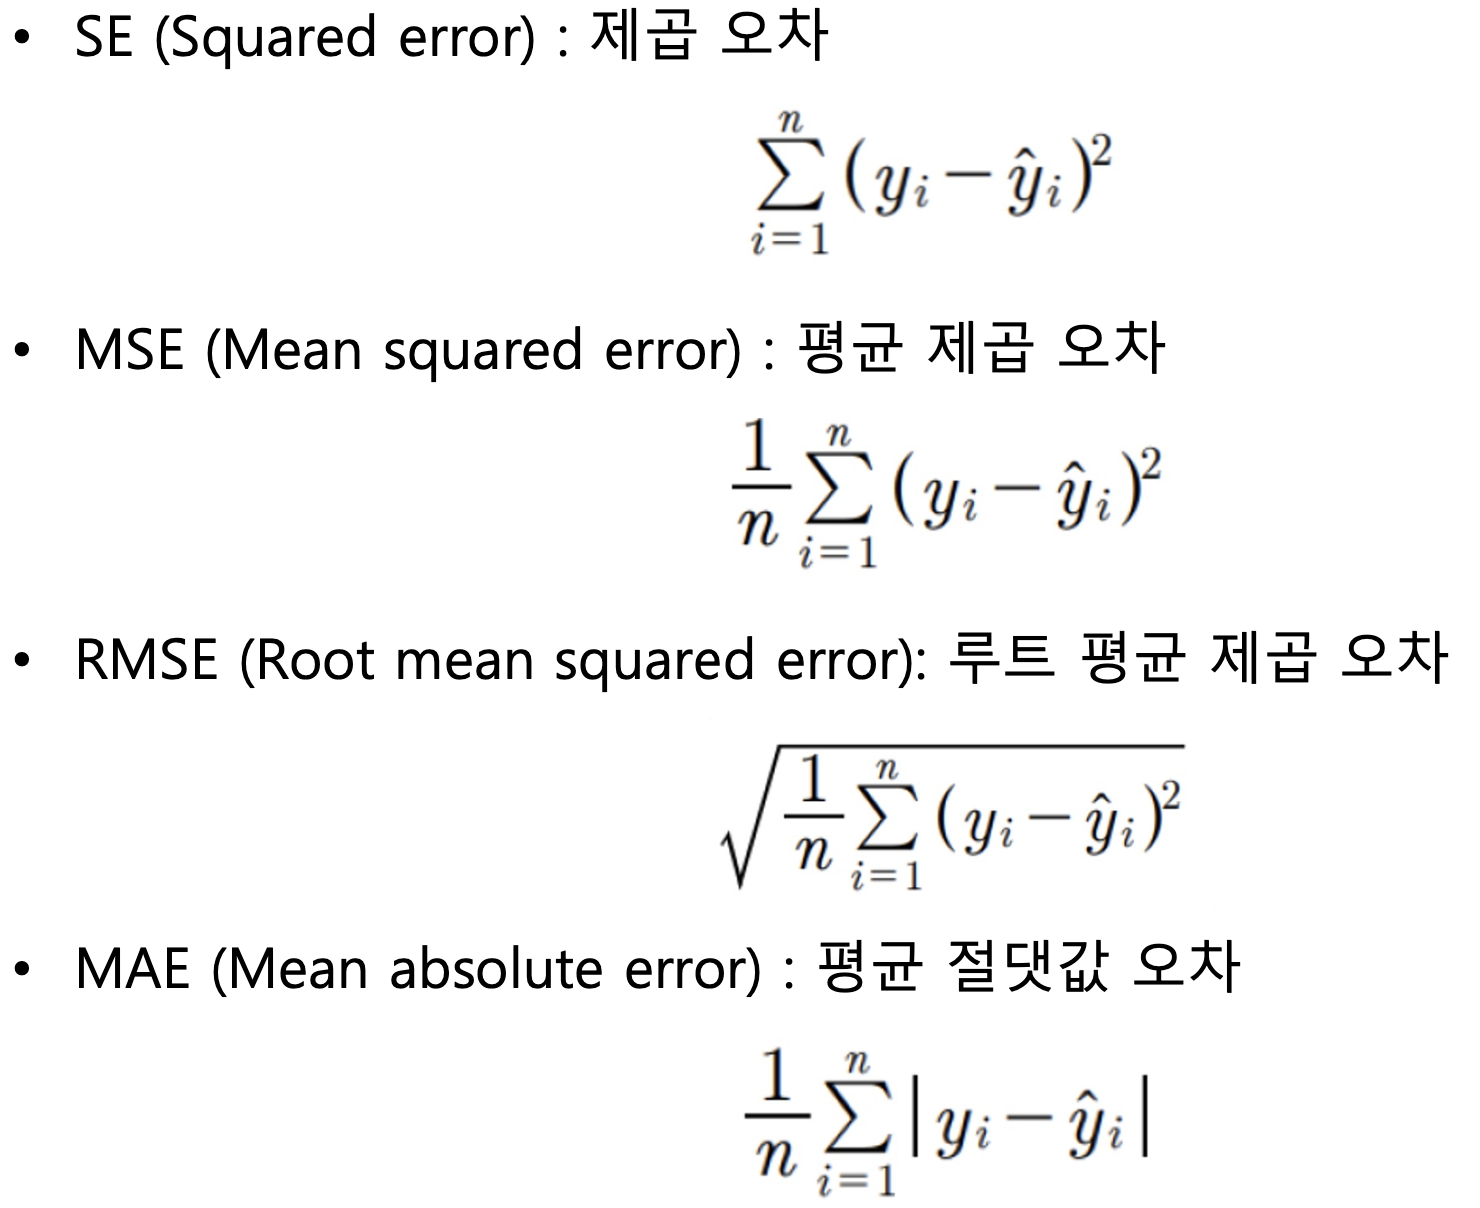 • SE (Squared error) : 제곱 오차
$\sum_{i=1}^{n} (y_i - \hat{y}_i)^2$
• MSE (Mean squared error) : 평균 제곱 오차
$\frac{1}{n} \sum_{i=1}^{n} (y_i - \hat{y}_i)^2$
• RMSE (Root mean squared error): 루트 평균 제곱 오차
$\sqrt{\frac{1}{n} \sum_{i=1}^{n} (y_i - \hat{y}_i)^2}$
• MAE (Mean absolute error) : 평균 절댓값 오차
$\frac{1}{n} \sum_{i=1}^{n} | y_i - \hat{y}_i |$